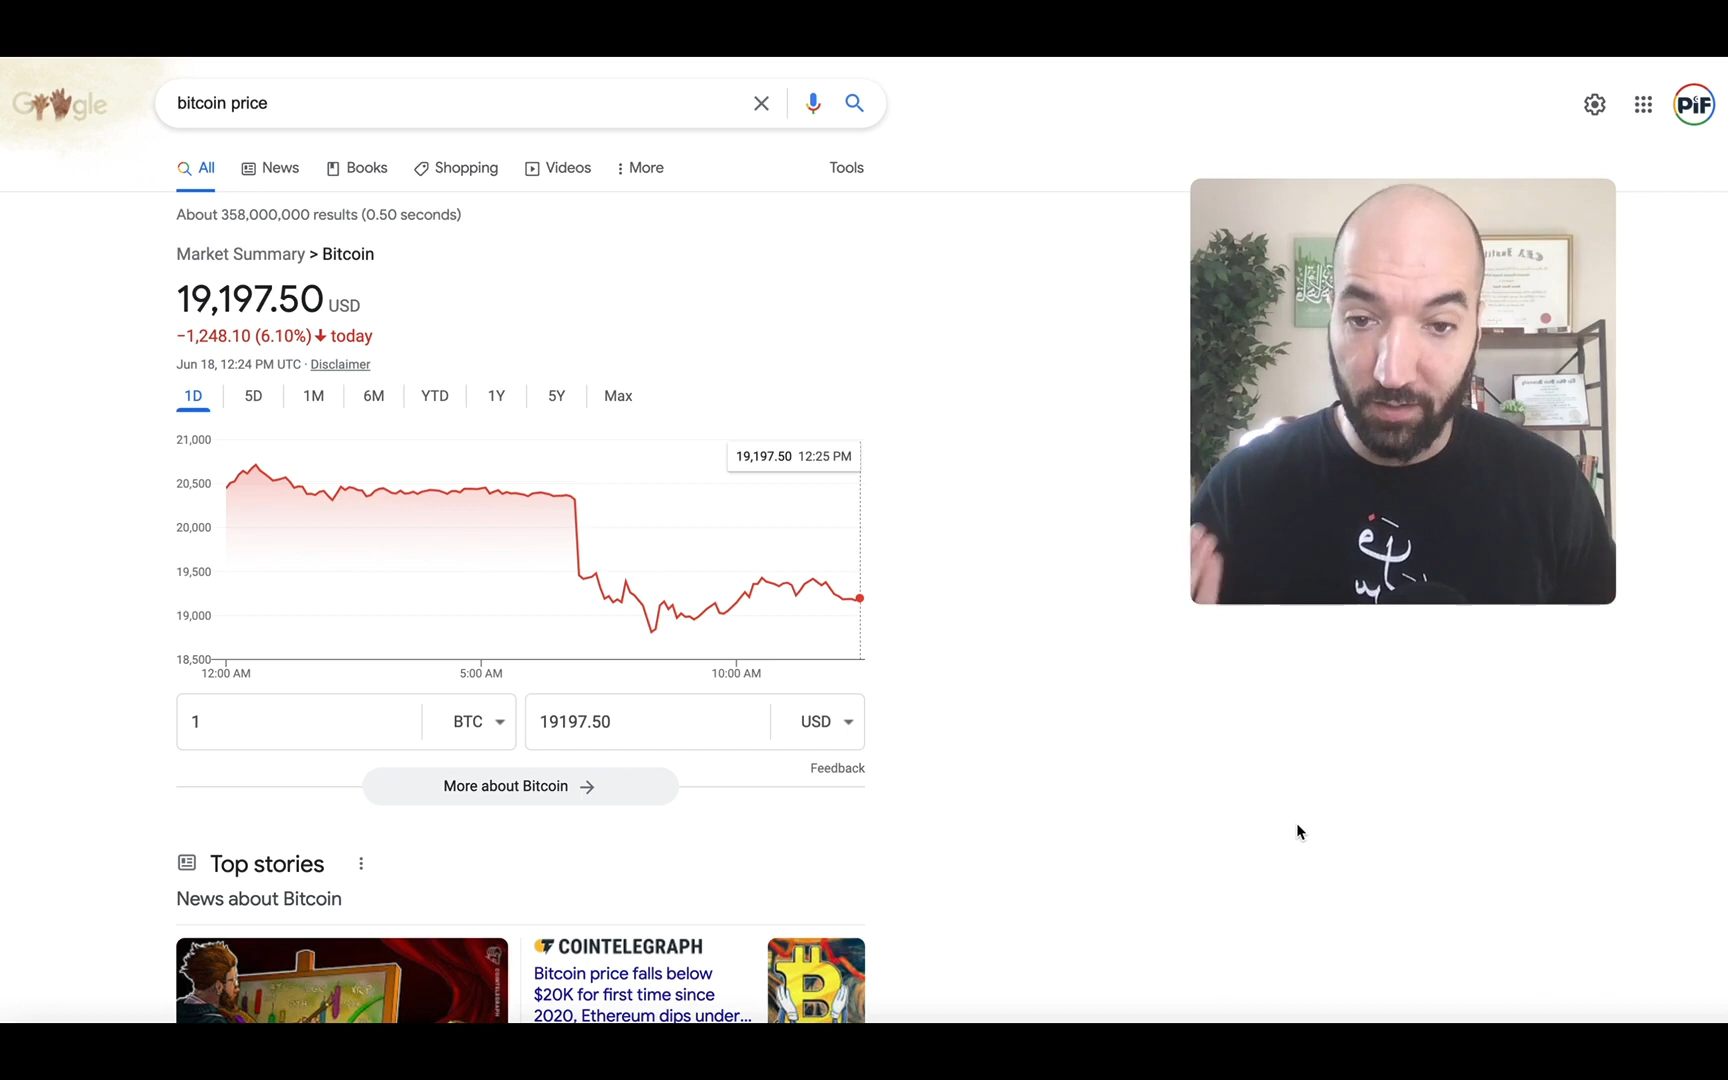 Google
bitcoin price
PiF
All
News
Books
Shopping
Videos
More
Tools
About 358,000,000 results (0.50 seconds)
Market Summary > Bitcoin
19,197.50 USD
−1,248.10 (6.10%) today
Jun 18, 12:24 PM UTC · Disclaimer
1D
5D
1M
6M
YTD
1Y
5Y
Max
21,000
20,500
20,000
19,500
19,000
18,500
19,197.50 12:25 PM
12:00 AM
5:00 AM
10:00 AM
1
BTC
19197.50
USD
Feedback
More about Bitcoin
Top stories
News about Bitcoin
COINTELEGRAPH
Bitcoin price falls below
$20K for first time since
2020, Ethereum dips under...